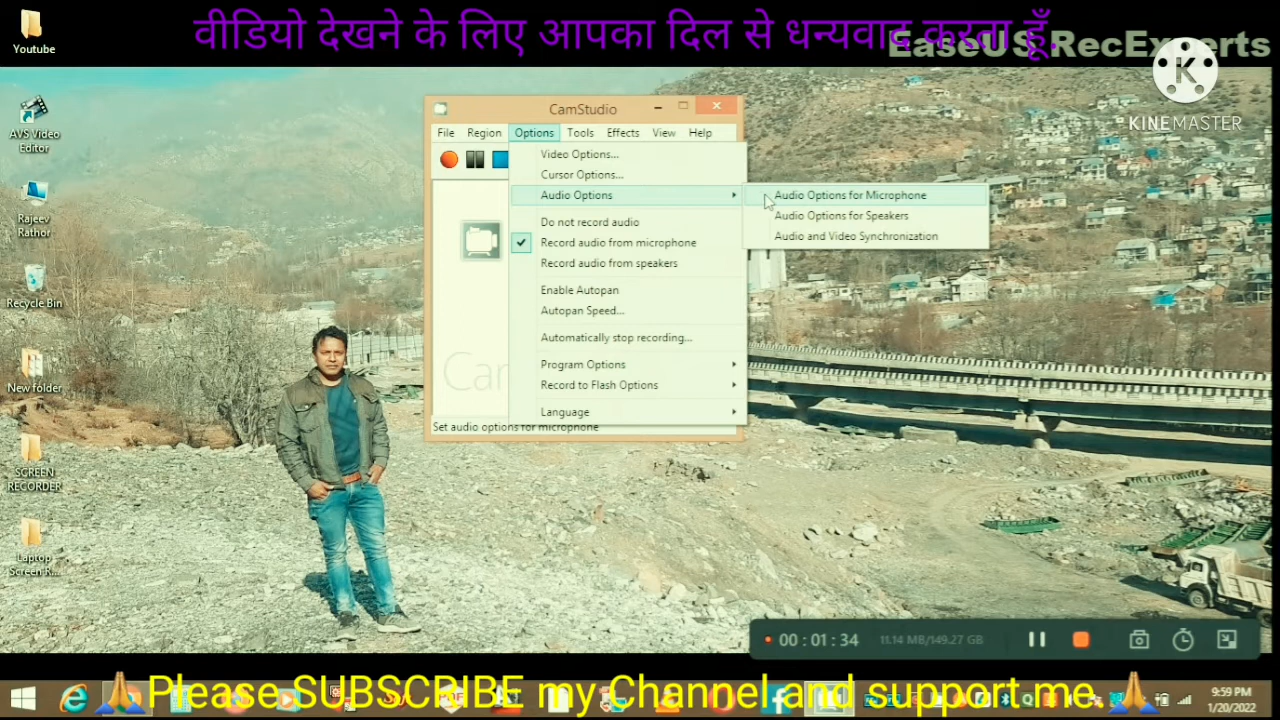 वीडियो देखने के लिए आपका दिल से धन्यवाद करता हूँ.
EaseUS RecExperts
KINEMASTER
Youtube
AVS Video
Editor
Rajeev
Rathor
Recycle Bin
New folder
SCREEN
RECORDER
Laptop
Screen R...
CamStudio
File Region Options Tools Effects View Help
Video Options...
Cursor Options...
Audio Options
Do not record audio
Record audio from microphone
Record audio from speakers
Enable Autopan
Autopan Speed...
Automatically stop recording...
Program Options
Record to Flash Options
Language
Set audio options for microphone
Audio Options for Microphone
Audio Options for Speakers
Audio and Video Synchronization
00 : 01 : 34 11.14 MB/149.27 GB
Please SUBSCRIBE my Channel and support me.
9:59 PM
1/20/2022